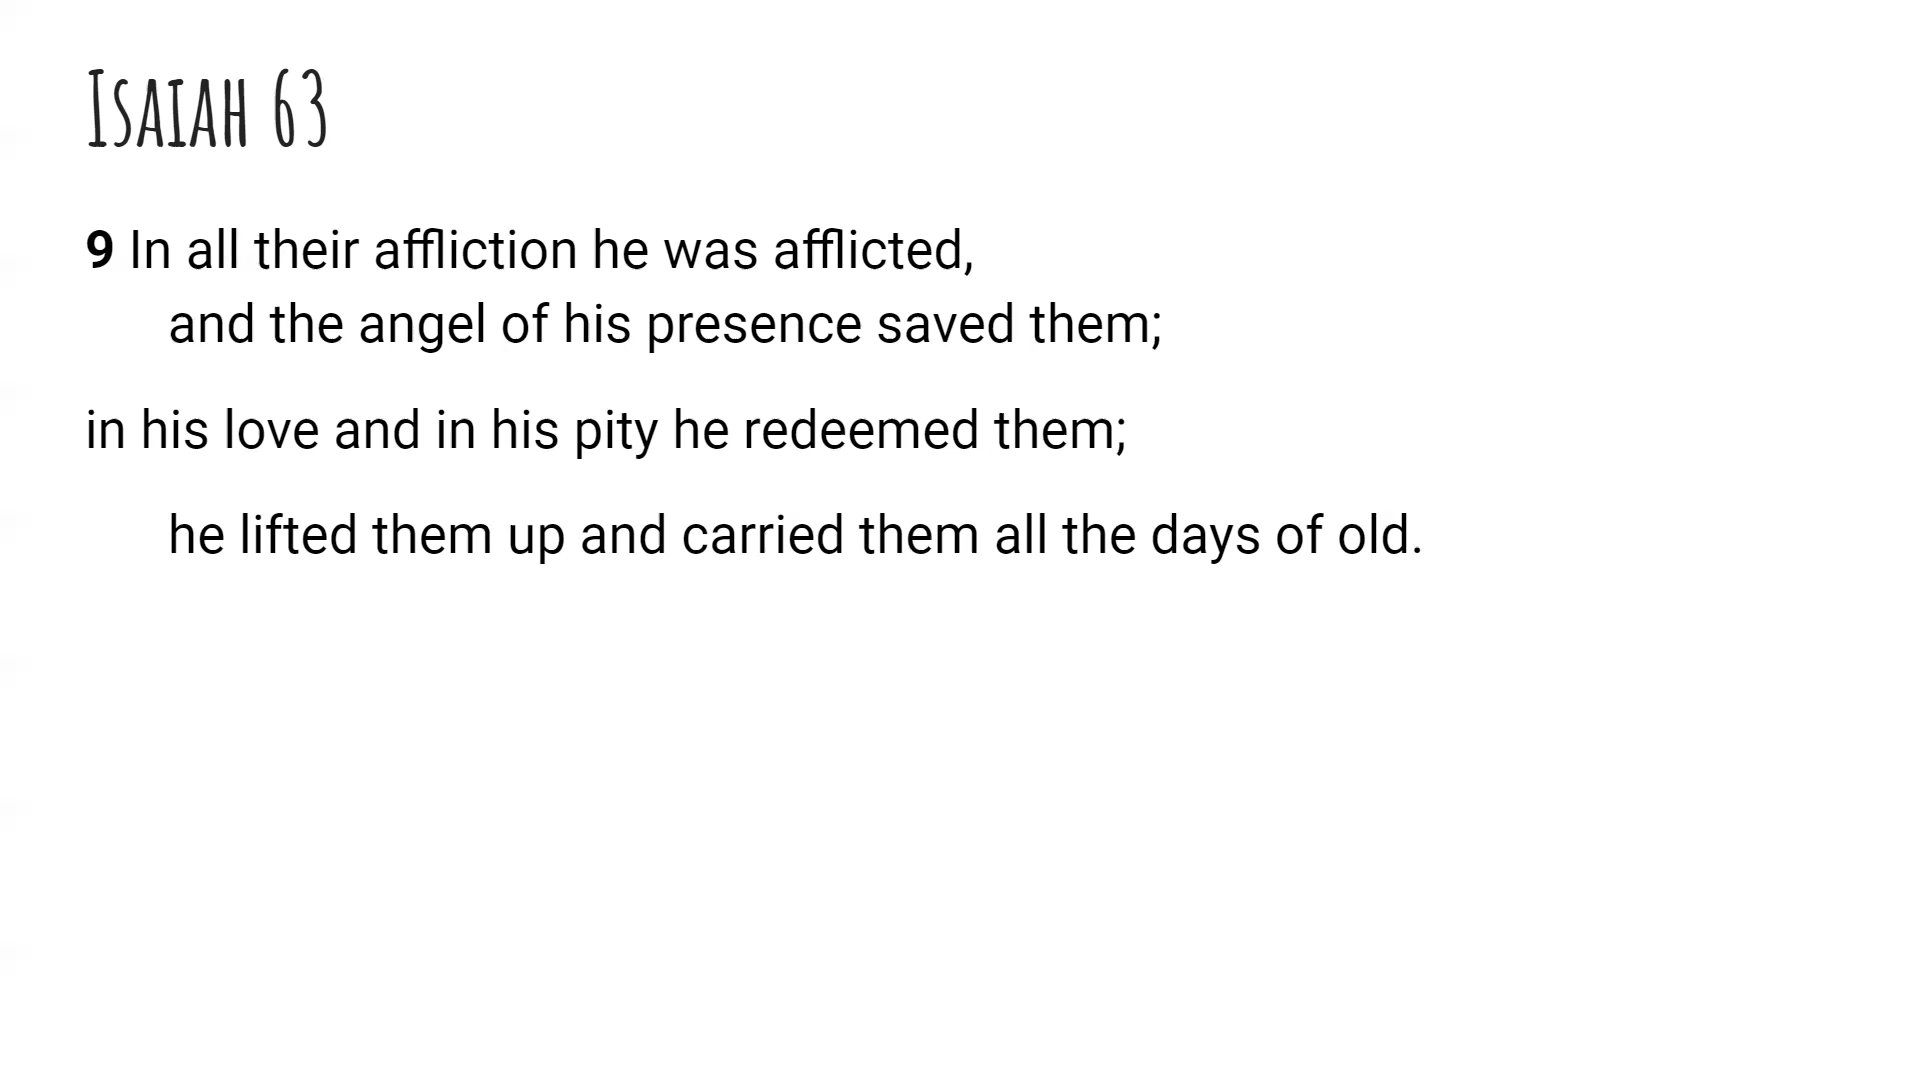 Isaiah 63
9 In all their affliction he was afflicted,
and the angel of his presence saved them;
in his love and in his pity he redeemed them;
he lifted them up and carried them all the days of old.